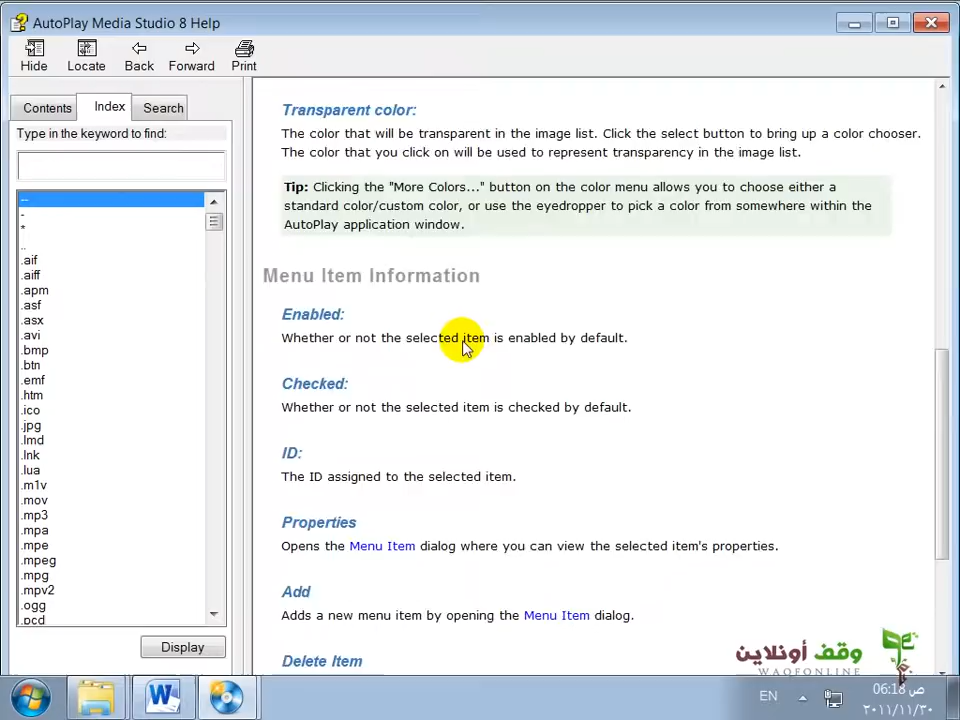 AutoPlay Media Studio 8 Help
Hide Locate Back Forward Print
Contents Index Search
Type in the keyword to find:
--
-
*
..
.aif
.aiff
.apm
.asf
.asx
.avi
.bmp
.btn
.emf
.htm
.ico
.jpg
.lmd
.lnk
.lua
.m1v
.mov
.mp3
.mpa
.mpe
.mpeg
.mpg
.mpv2
.ogg
.pcd
Display
Transparent color:
The color that will be transparent in the image list. Click the select button to bring up a color chooser.
The color that you click on will be used to represent transparency in the image list.
Tip: Clicking the "More Colors..." button on the color menu allows you to choose either a
standard color/custom color, or use the eyedropper to pick a color from somewhere within the
AutoPlay application window.
Menu Item Information
Enabled:
Whether or not the selected item is enabled by default.
Checked:
Whether or not the selected item is checked by default.
ID:
The ID assigned to the selected item.
Properties
Opens the Menu Item dialog where you can view the selected item's properties.
Add
Adds a new menu item by opening the Menu Item dialog.
Delete Item
وقف أونلاين
WAQFONLINE
EN
06:18 ص
٢٠١١/١١/٣٠